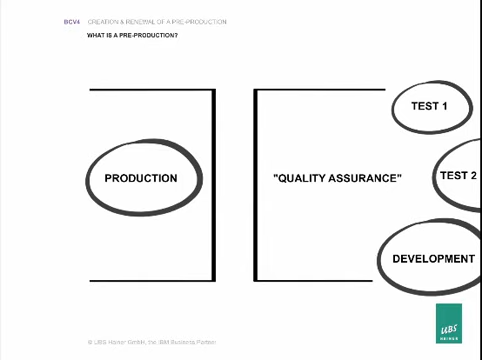 BCV4 CREATION & RENEWAL OF A PRE-PRODUCTION
WHAT IS A PRE-PRODUCTION?
TEST 1
PRODUCTION
"QUALITY ASSURANCE"
TEST 2
DEVELOPMENT
UBS
HAINER
© UBS Hainer GmbH, the IBM Business Partner